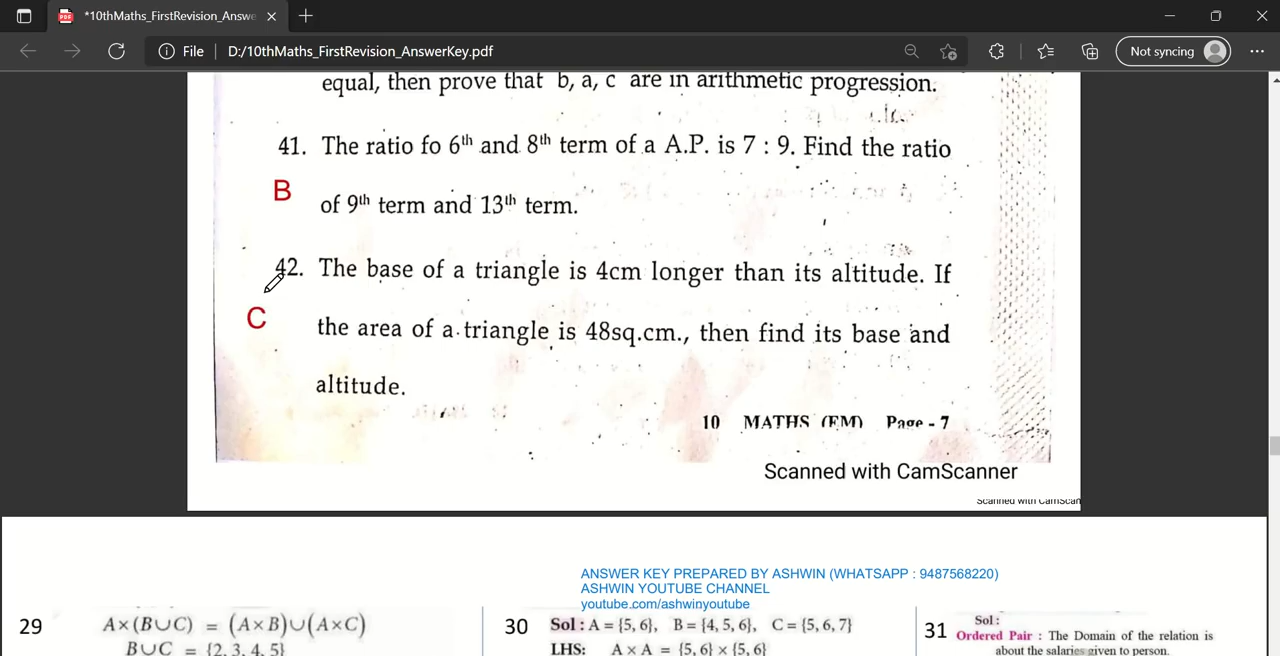 *10thMaths_FirstRevision_Answe
File D:/10thMaths_FirstRevision_AnswerKey.pdf Not syncing
equal, then prove that b, a, c are in arithmetic progression.
41. The ratio fo 6th and 8th term of a A.P. is 7 : 9. Find the ratio
B
of 9th term and 13th term.
42. The base of a triangle is 4cm longer than its altitude. If
C
the area of a triangle is 48sq.cm., then find its base and
altitude.
10 MATHS (EM) Page - 7
Scanned with CamScanner
Scanned with CamScan
ANSWER KEY PREPARED BY ASHWIN (WHATSAPP : 9487568220)
ASHWIN YOUTUBE CHANNEL
youtube.com/ashwinyoutube
29 A×(B∪C) = (A×B)∪(A×C)
B∪C = {2, 3, 4, 5}
30 Sol : A = {5, 6}, B = {4, 5, 6}, C = {5, 6, 7}
LHS: A × A = {5, 6} × {5, 6}
31 Sol :
Ordered Pair : The Domain of the relation is
about the salaries given to person.